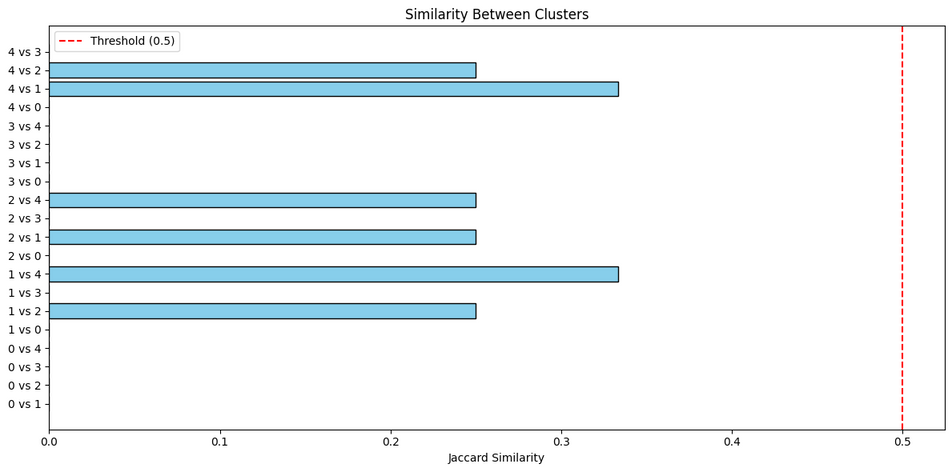 Similarity Between Clusters
Threshold (0.5)
4 vs 3
4 vs 2
4 vs 1
4 vs 0
3 vs 4
3 vs 2
3 vs 1
3 vs 0
2 vs 4
2 vs 3
2 vs 1
2 vs 0
1 vs 4
1 vs 3
1 vs 2
1 vs 0
0 vs 4
0 vs 3
0 vs 2
0 vs 1
0.0 0.1 0.2 0.3 0.4 0.5
Jaccard Similarity